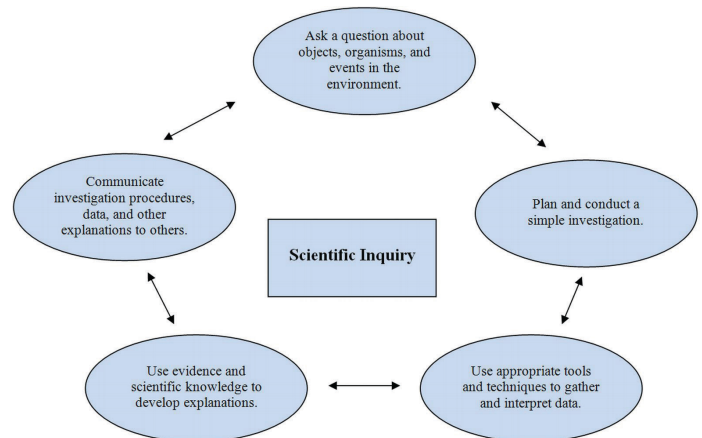 Ask a question about
objects, organisms, and
events in the
environment.
Communicate
investigation procedures,
data, and other
explanations to others.
Plan and conduct a
simple investigation.
Scientific Inquiry
Use evidence and
scientific knowledge to
develop explanations.
Use appropriate tools
and techniques to gather
and interpret data.